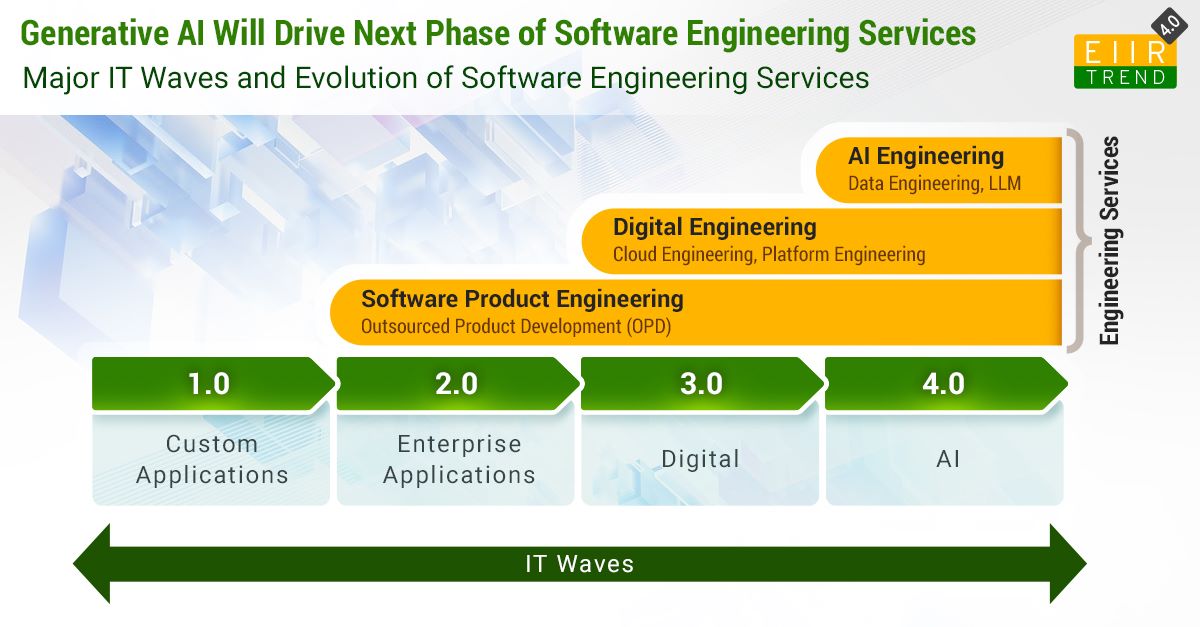 Generative AI Will Drive Next Phase of Software Engineering Services
Major IT Waves and Evolution of Software Engineering Services
4.0
EIIR
TREND
AI Engineering
Data Engineering, LLM
Digital Engineering
Cloud Engineering, Platform Engineering
Software Product Engineering
Outsourced Product Development (OPD)
Engineering Services
1.0
2.0
3.0
4.0
Custom
Applications
Enterprise
Applications
Digital
AI
IT Waves